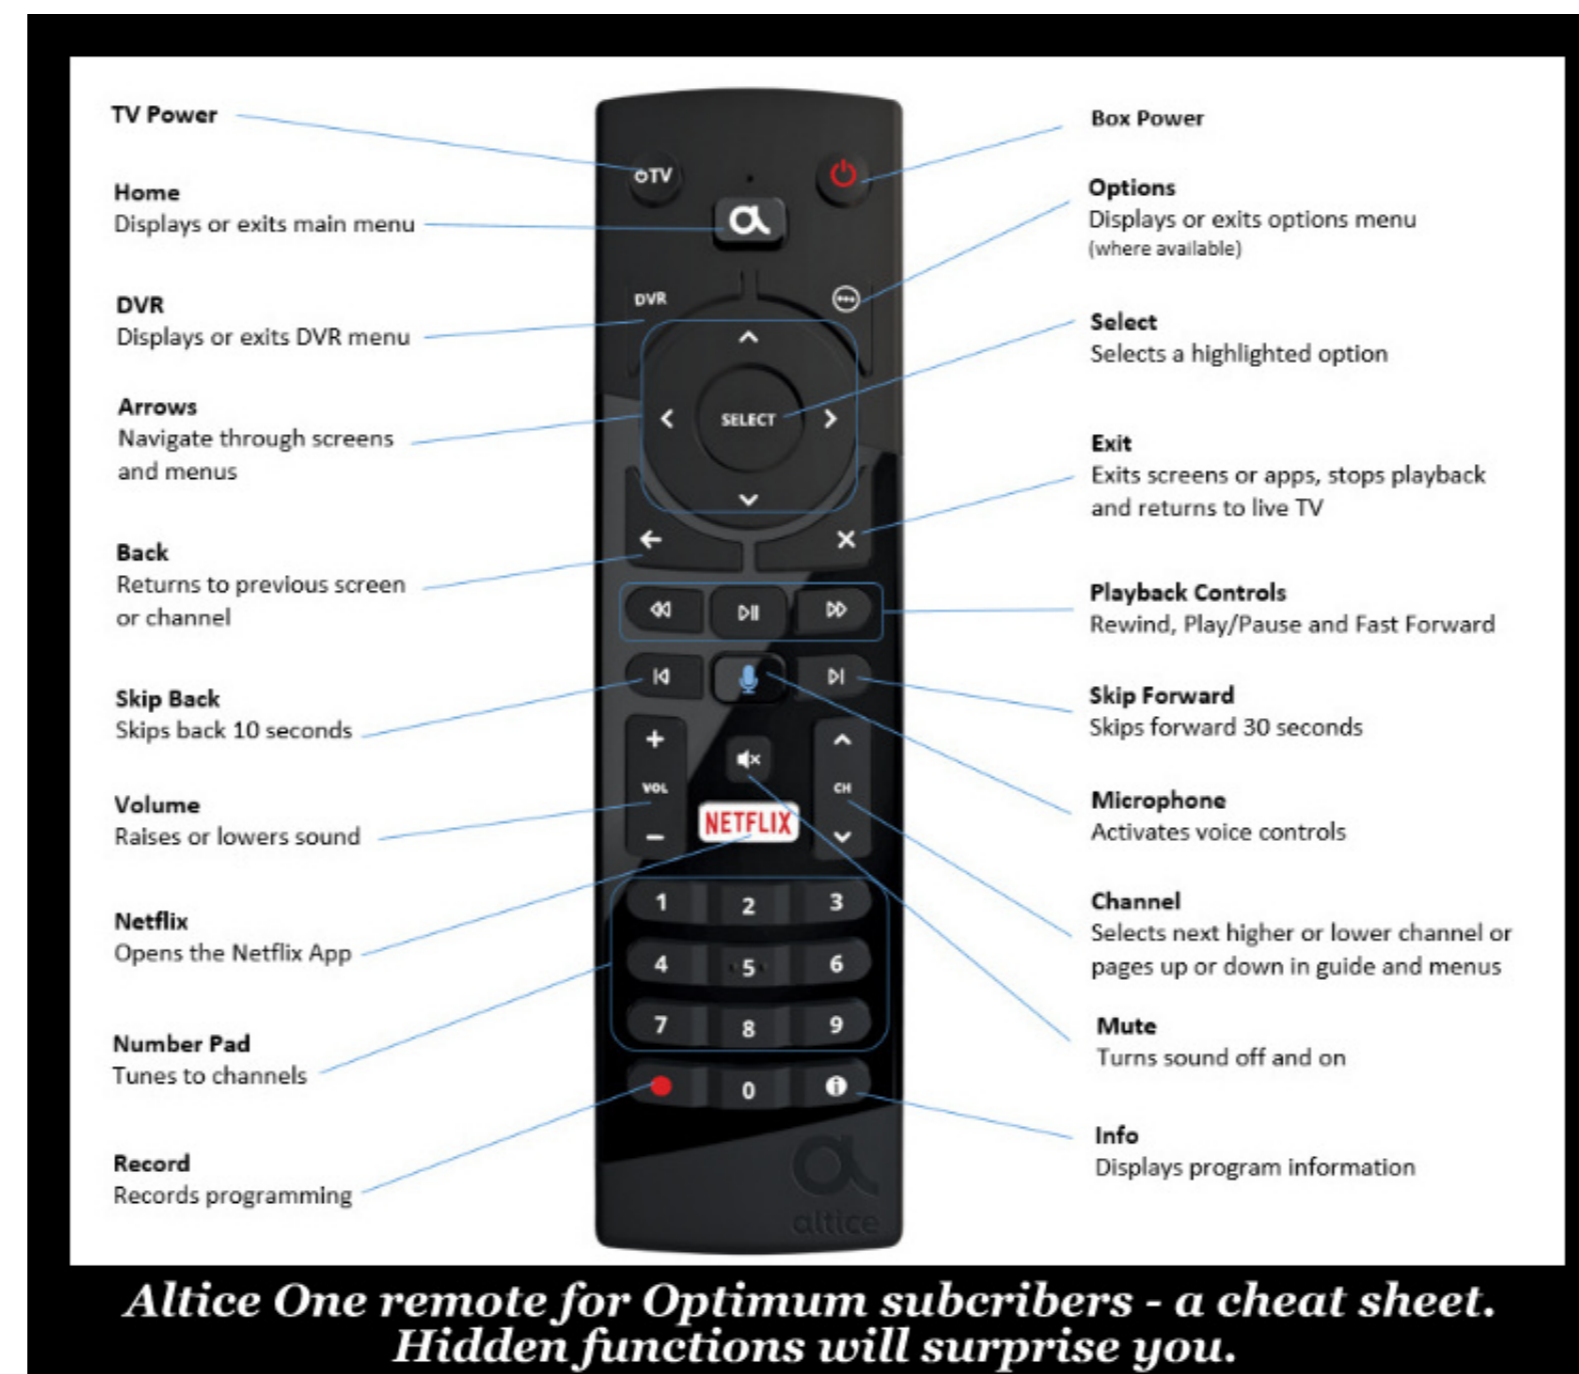 TV Power
Home
Displays or exits main menu
DVR
Displays or exits DVR menu
Arrows
Navigate through screens
and menus
Back
Returns to previous screen
or channel
Skip Back
Skips back 10 seconds
Volume
Raises or lowers sound
Netflix
Opens the Netflix App
Number Pad
Tunes to channels
Record
Records programming
TV
DVR
SELECT
VOL
CH
NETFLIX
1 2 3
4 5 6
7 8 9
0
altice
Box Power
Options
Displays or exits options menu
(where available)
Select
Selects a highlighted option
Exit
Exits screens or apps, stops playback
and returns to live TV
Playback Controls
Rewind, Play/Pause and Fast Forward
Skip Forward
Skips forward 30 seconds
Microphone
Activates voice controls
Channel
Selects next higher or lower channel or
pages up or down in guide and menus
Mute
Turns sound off and on
Info
Displays program information
Altice One remote for Optimum subcribers - a cheat sheet.
Hidden functions will surprise you.